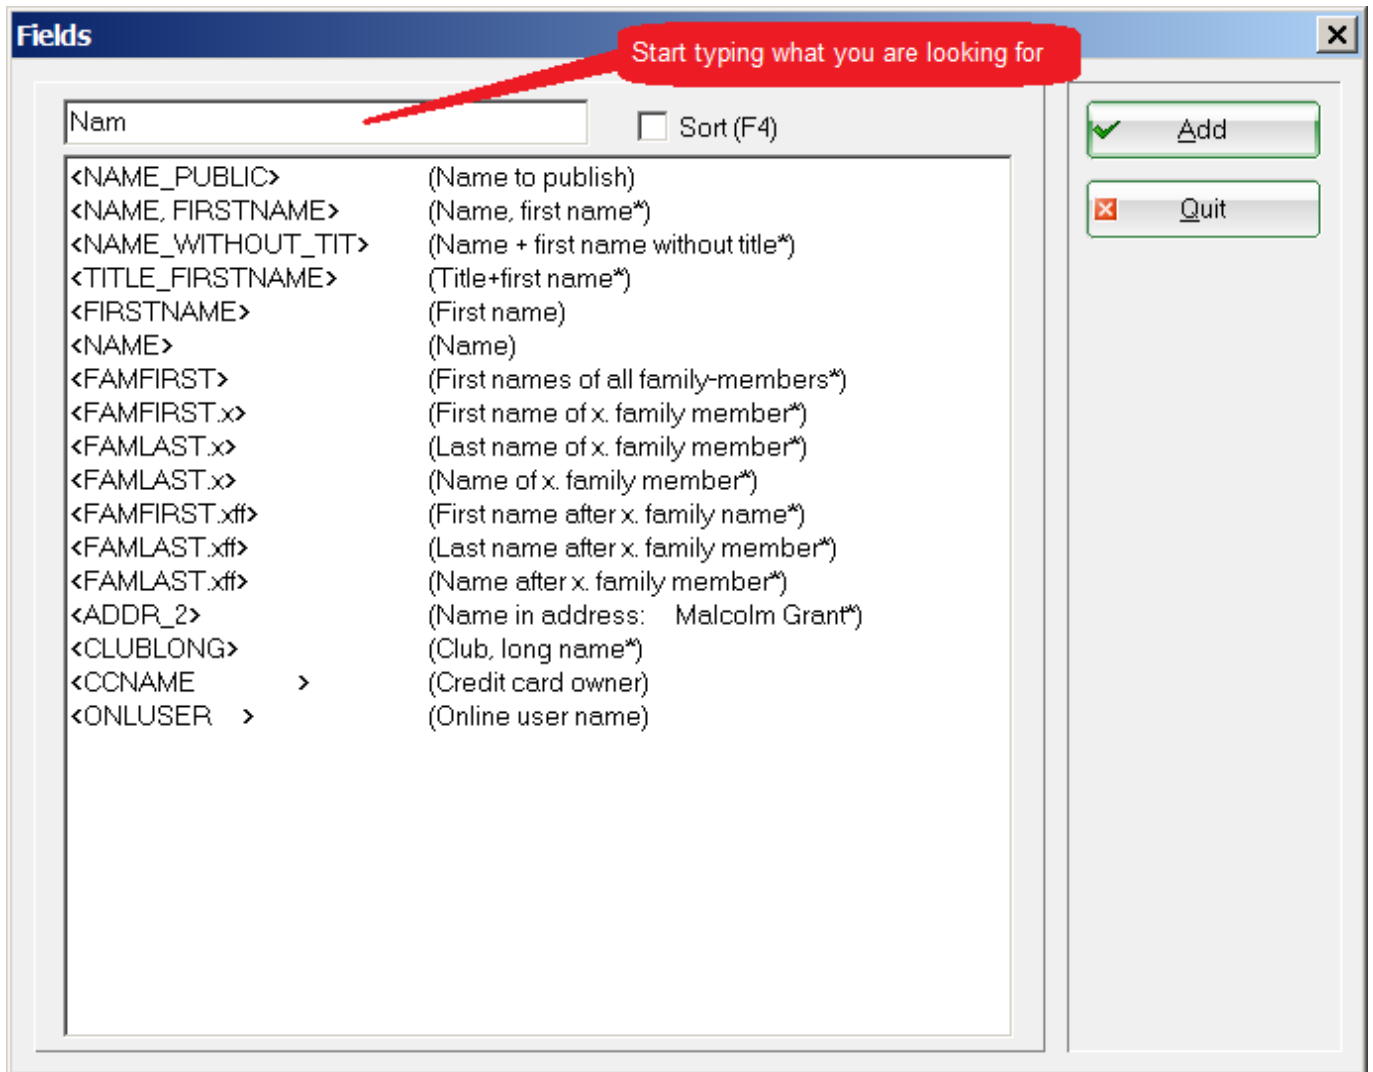 Fields
Start typing what you are looking for
Nam
Sort (F4)
Add
Quit
<NAME_PUBLIC> (Name to publish)
<NAME, FIRSTNAME> (Name, first name*)
<NAME_WITHOUT_TIT> (Name + first name without title*)
<TITLE_FIRSTNAME> (Title+first name*)
<FIRSTNAME> (First name)
<NAME> (Name)
<FAMFIRST> (First names of all family-members*)
<FAMFIRST.x> (First name of x. family member*)
<FAMLAST.x> (Last name of x. family member*)
<FAMLAST.x> (Name of x. family member*)
<FAMFIRST.xff> (First name after x. family name*)
<FAMLAST.xff> (Last name after x. family member*)
<FAMLAST.xff> (Name after x. family member*)
<ADDR_2> (Name in address: Malcolm Grant*)
<CLUBLONG> (Club, long name*)
<CCNAME > (Credit card owner)
<ONLUSER > (Online user name)